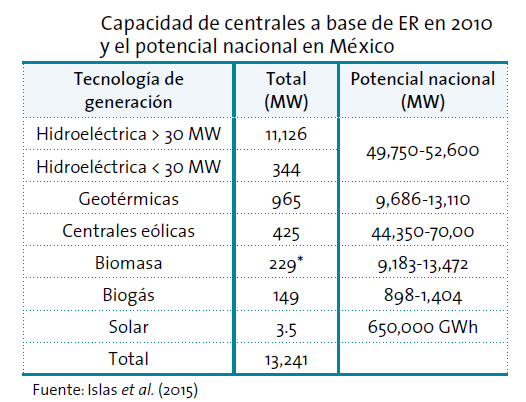 Capacidad de centrales a base de ER en 2010
y el potencial nacional en México
Tecnología de generación Total (MW) Potencial nacional (MW)
Hidroeléctrica > 30 MW 11,126 49,750-52,600
Hidroeléctrica < 30 MW 344
Geotérmicas 965 9,686-13,110
Centrales eólicas 425 44,350-70,00
Biomasa 229* 9,183-13,472
Biogás 149 898-1,404
Solar 3.5 650,000 GWh
Total 13,241
Fuente: Islas et al. (2015)